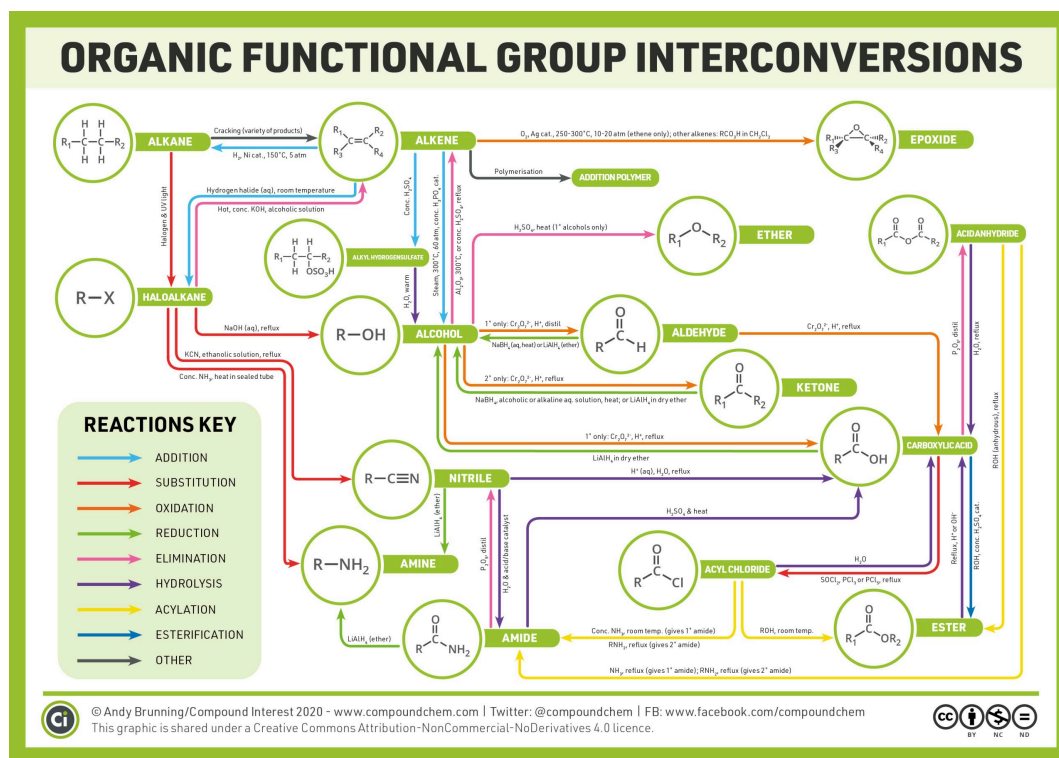 ORGANIC FUNCTIONAL GROUP INTERCONVERSIONS
ALKANE
Cracking (variety of products)
H₂, Ni cat., 150°C, 5 atm
ALKENE
O₂, Ag cat., 250-300°C, 10-20 atm (ethene only); other alkenes: RCO₃H in CH₂Cl₂
EPOXIDE
Polymerisation
ADDITION POLYMER
Halogen & UV light
Hydrogen halide (aq), room temperature
Hot, conc. KOH, alcoholic solution
Conc. H₂SO₄
Steam, 300°C, 60 atm, conc. H₃PO₄ cat.
Al₂O₃, 300°C, or conc. H₂SO₄, reflux
H₂SO₄, heat (1° alcohols only)
R₁–O–R₂
ETHER
ACID ANHYDRIDE
OSO₃H
ALKYL HYDROGENSULFATE
H₂O, warm
R–X
HALOALKANE
NaOH (aq), reflux
R–OH
ALCOHOL
1° only: Cr₂O₇²⁻, H⁺, distil
NaBH₄ (aq, heat) or LiAlH₄ (ether)
ALDEHYDE
Cr₂O₇²⁻, H⁺, reflux
P₂O₅, distil
H₂O, reflux
KCN, ethanolic solution, reflux
Conc. NH₃, heat in sealed tube
2° only: Cr₂O₇²⁻, H⁺, reflux
NaBH₄, alcoholic or alkaline aq. solution, heat; or LiAlH₄ in dry ether
KETONE
ROH (anhydrous), reflux
1° only: Cr₂O₇²⁻, H⁺, reflux
LiAlH₄ in dry ether
CARBOXYLIC ACID
REACTIONS KEY
ADDITION
SUBSTITUTION
OXIDATION
REDUCTION
ELIMINATION
HYDROLYSIS
ACYLATION
ESTERIFICATION
OTHER
R–C≡N
NITRILE
H⁺ (aq), H₂O, reflux
LiAlH₄ (ether)
P₂O₅, distil
H₂O & acid/base catalyst
H₂SO₄ & heat
R–NH₂
AMINE
ACYL CHLORIDE
H₂O
SOCl₂, PCl₃ or PCl₅, reflux
Reflux, H⁺ or OH⁻
ROH, conc. H₂SO₄ cat.
LiAlH₄ (ether)
AMIDE
Conc. NH₃, room temp. (gives 1° amide)
RNH₂, reflux (gives 2° amide)
ROH, room temp.
ESTER
NH₃, reflux (gives 1° amide); RNH₂, reflux (gives 2° amide)
Ci
© Andy Brunning/Compound Interest 2020 - www.compoundchem.com | Twitter: @compoundchem | FB: www.facebook.com/compoundchem
This graphic is shared under a Creative Commons Attribution-NonCommercial-NoDerivatives 4.0 licence.
CC
BY NC ND